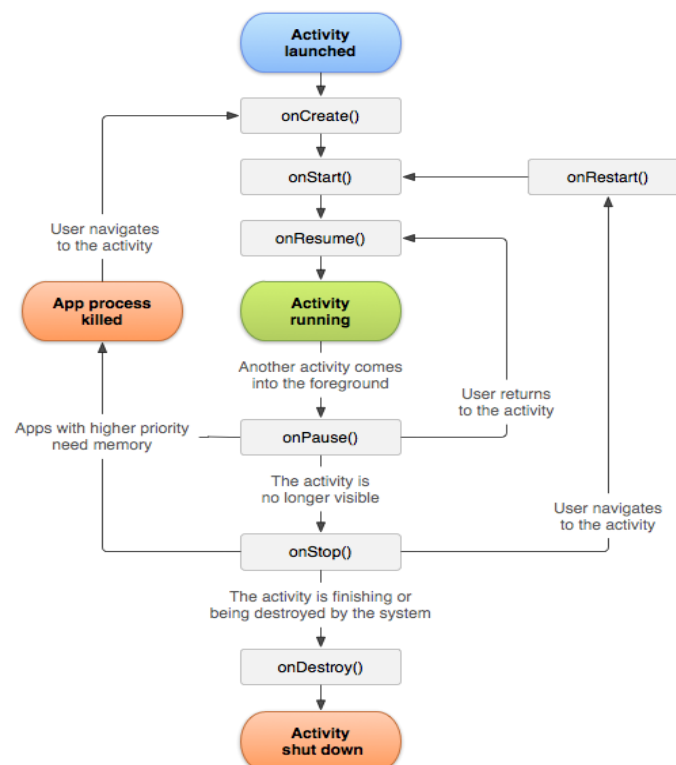 Activity
launched
onCreate()
onStart()
onRestart()
User navigates
to the activity
onResume()
App process
killed
Activity
running
Another activity comes
into the foreground
User returns
to the activity
Apps with higher priority
need memory
onPause()
The activity is
no longer visible
User navigates
to the activity
onStop()
The activity is finishing or
being destroyed by the system
onDestroy()
Activity
shut down